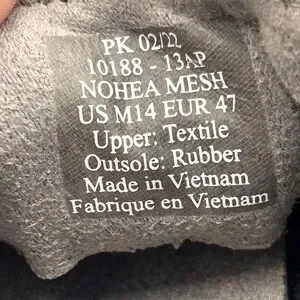 PK 02/22
10188 - 13AP
NOHEA MESH
US M14 EUR 47
Upper: Textile
Outsole: Rubber
Made in Vietnam
Fabrique en Vietnam